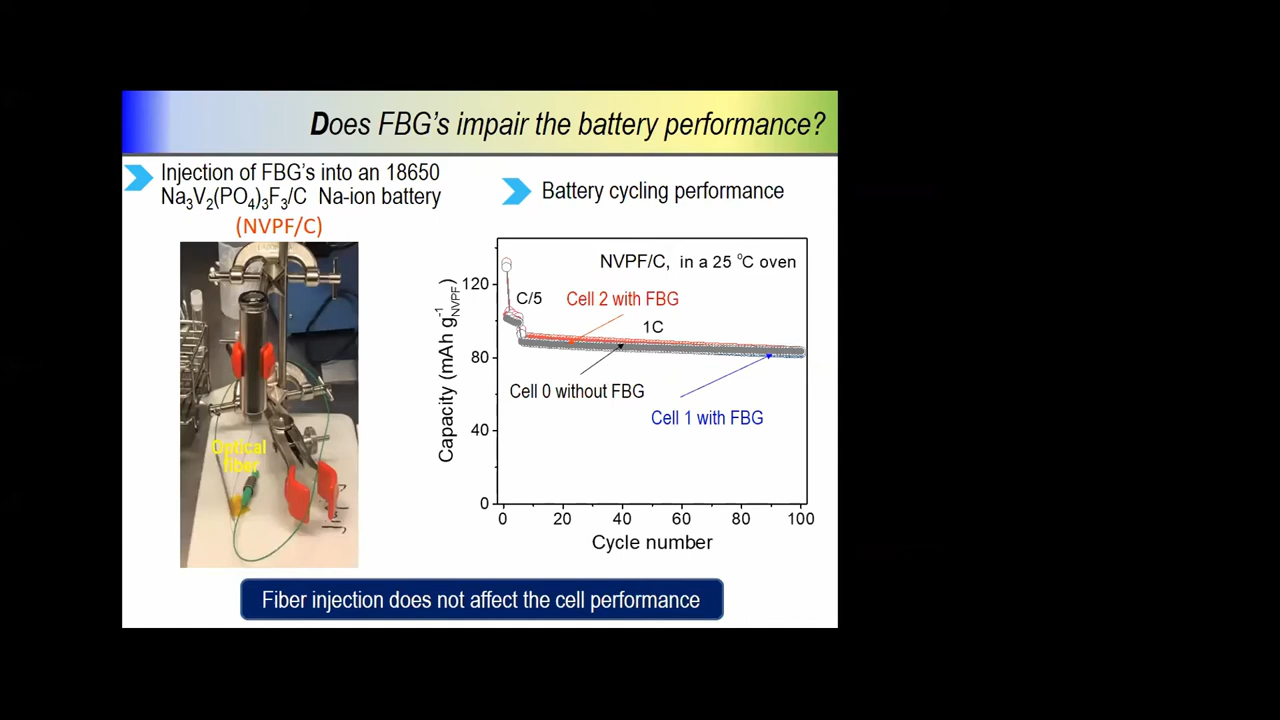 Does FBG's impair the battery performance?
Injection of FBG's into an 18650
Na₃V₂(PO₄)₃F₃/C Na-ion battery
(NVPF/C)
Optical
fiber
Battery cycling performance
NVPF/C, in a 25 °C oven
C/5
Cell 2 with FBG
1C
Cell 0 without FBG
Cell 1 with FBG
Capacity (mAh g⁻¹NVPF)
120
80
40
0
0 20 40 60 80 100
Cycle number
Fiber injection does not affect the cell performance